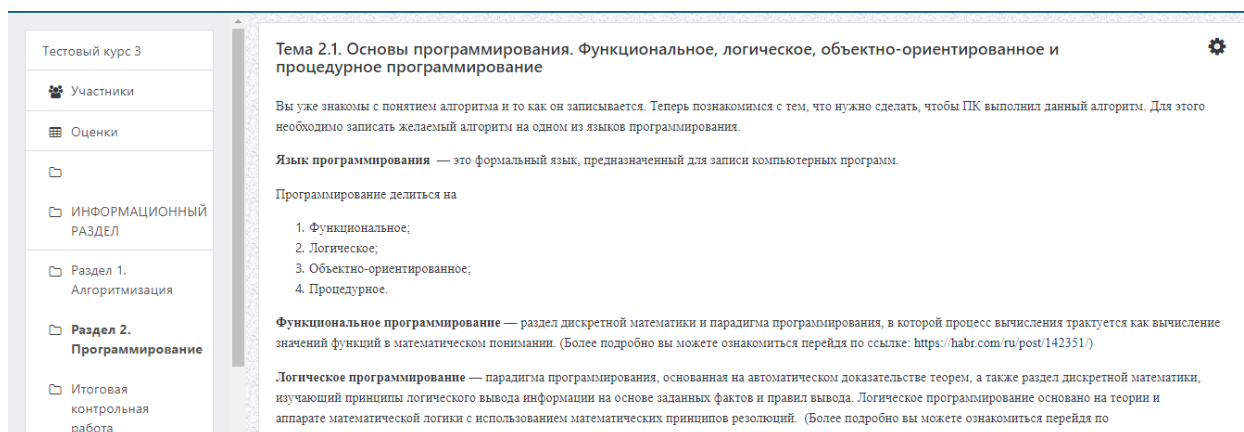 Тестовый курс 3
Участники
Оценки
ИНФОРМАЦИОННЫЙ
РАЗДЕЛ
Раздел 1.
Алгоритмизация
Раздел 2.
Программирование
Итоговая
контрольная
работа
Тема 2.1. Основы программирования. Функциональное, логическое, объектно-ориентированное и
процедурное программирование
Вы уже знакомы с понятием алгоритма и то как он записывается. Теперь познакомимся с тем, что нужно сделать, чтобы ПК выполнил данный алгоритм. Для этого
необходимо записать желаемый алгоритм на одном из языков программирования.
Язык программирования — это формальный язык, предназначенный для записи компьютерных программ.
Программирование делиться на
1. Функциональное;
2. Логическое;
3. Объектно-ориентированное;
4. Процедурное.
Функциональное программирование — раздел дискретной математики и парадигма программирования, в которой процесс вычисления трактуется как вычисление
значений функций в математическом понимании. (Более подробно вы можете ознакомиться перейдя по ссылке: https://habr.com/ru/post/142351/)
Логическое программирование — парадигма программирования, основанная на автоматическом доказательстве теорем, а также раздел дискретной математики,
изучающий принципы логического вывода информации на основе заданных фактов и правил вывода. Логическое программирование основано на теории и
аппарате математической логики с использованием математических принципов резолюций. (Более подробно вы можете ознакомиться перейдя по